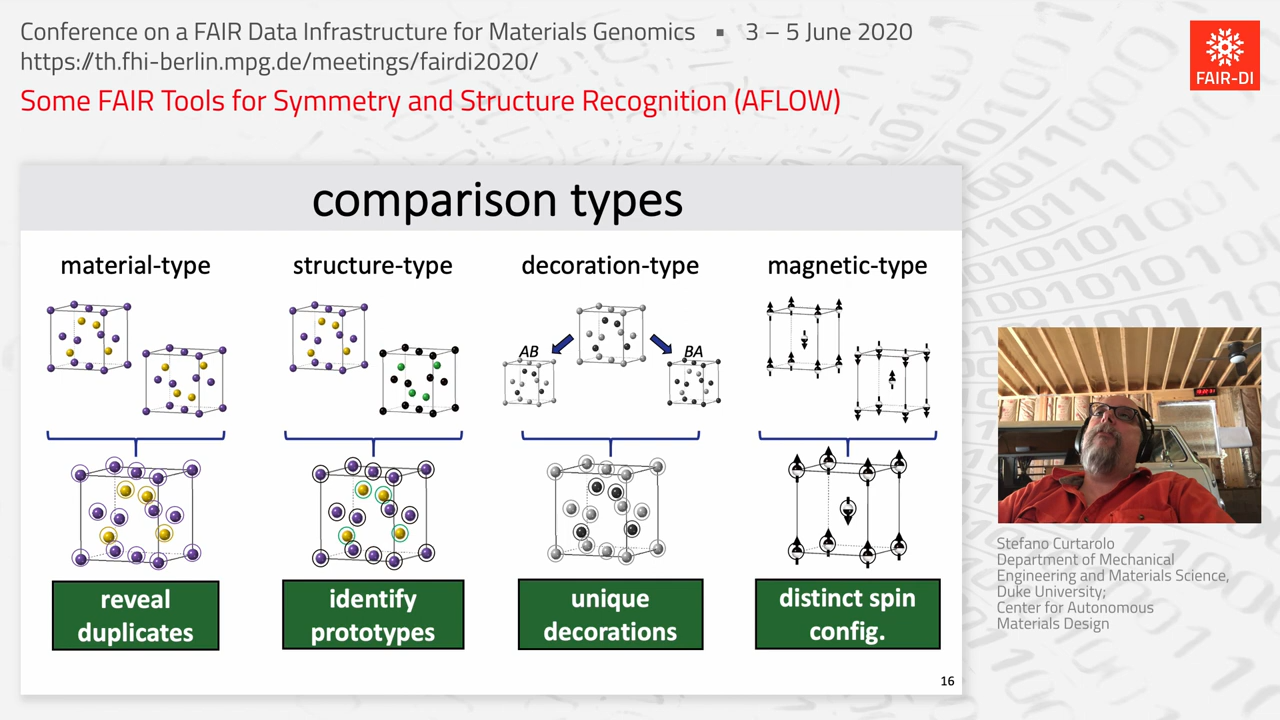 Conference on a FAIR Data Infrastructure for Materials Genomics ▪ 3 – 5 June 2020
https://th.fhi-berlin.mpg.de/meetings/fairdi2020/
Some FAIR Tools for Symmetry and Structure Recognition (AFLOW)
FAIR-DI
comparison types
material-type structure-type decoration-type magnetic-type
AB BA
reveal
duplicates
identify
prototypes
unique
decorations
distinct spin
config.
16
Stefano Curtarolo
Department of Mechanical
Engineering and Materials Science,
Duke University;
Center for Autonomous
Materials Design